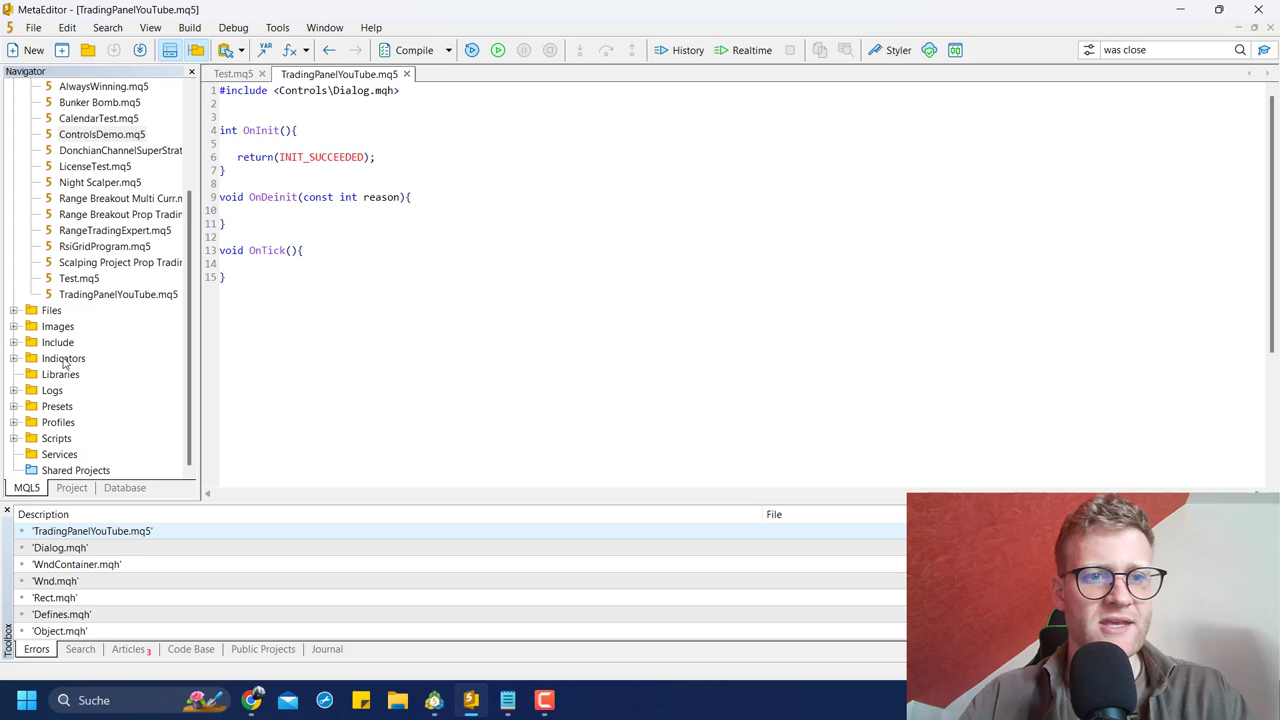 MetaEditor - [TradingPanelYouTube.mq5]
File Edit Search View Build Debug Tools Window Help
New Compile History Realtime Styler was close
Navigator
AlwaysWinning.mq5
Bunker Bomb.mq5
CalendarTest.mq5
ControlsDemo.mq5
DonchianChannelSuperStrat
LicenseTest.mq5
Night Scalper.mq5
Range Breakout Multi Curr.m
Range Breakout Prop Tradin
RangeTradingExpert.mq5
RsiGridProgram.mq5
Scalping Project Prop Tradin
Test.mq5
TradingPanelYouTube.mq5
Files
Images
Include
Indicators
Libraries
Logs
Presets
Profiles
Scripts
Services
Shared Projects
MQL5 Project Database
Test.mq5 TradingPanelYouTube.mq5
1 #include <Controls\Dialog.mqh>
2
3
4 int OnInit(){
5
6 return(INIT_SUCCEEDED);
7 }
8
9 void OnDeinit(const int reason){
10
11 }
12
13 void OnTick(){
14
15 }
Description File
'TradingPanelYouTube.mq5'
'Dialog.mqh'
'WndContainer.mqh'
'Wnd.mqh'
'Rect.mqh'
'Defines.mqh'
'Object.mqh'
Toolbox
Errors Search Articles 3 Code Base Public Projects Journal
Suche